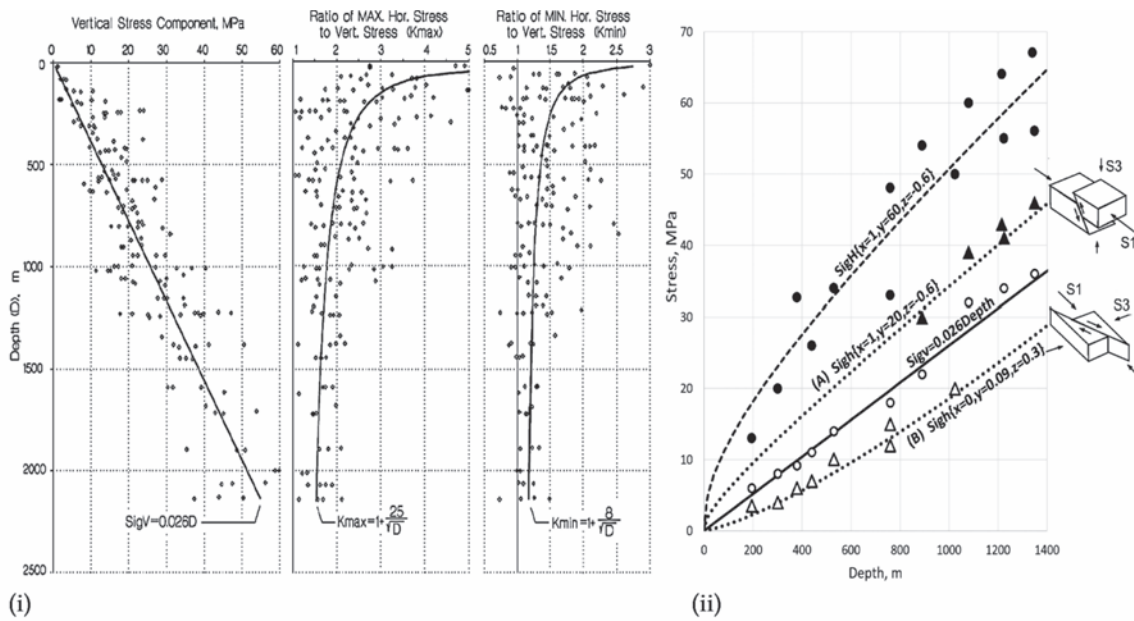 Vertical Stress Component, MPa
0 10 20 30 40 50 60
Ratio of MAX. Hor. Stress
to Vert. Stress (Kmax)
1 2 3 4 5
Ratio of MIN. Hor. Stress
to Vert. Stress (Kmin)
0.5 1 1.5 2 2.5 3
0
500
1000
1500
2000
2500
Depth (D), m
SigV=0.026D
Kmax=1+25/√D
Kmin=1+8/√D
(i)
70
60
50
40
30
20
10
0
Stress, MPa
0 200 400 600 800 1000 1200 1400
Depth, m
SigH{x=1,y=60,z=-0.6}
(A) Sigh{x=1,y=20,z=-0.6}
Sigv=0.026Depth
(B) Sigh{x=0,y=0.09,z=0.3}
S3
S1
S1
S3
(ii)